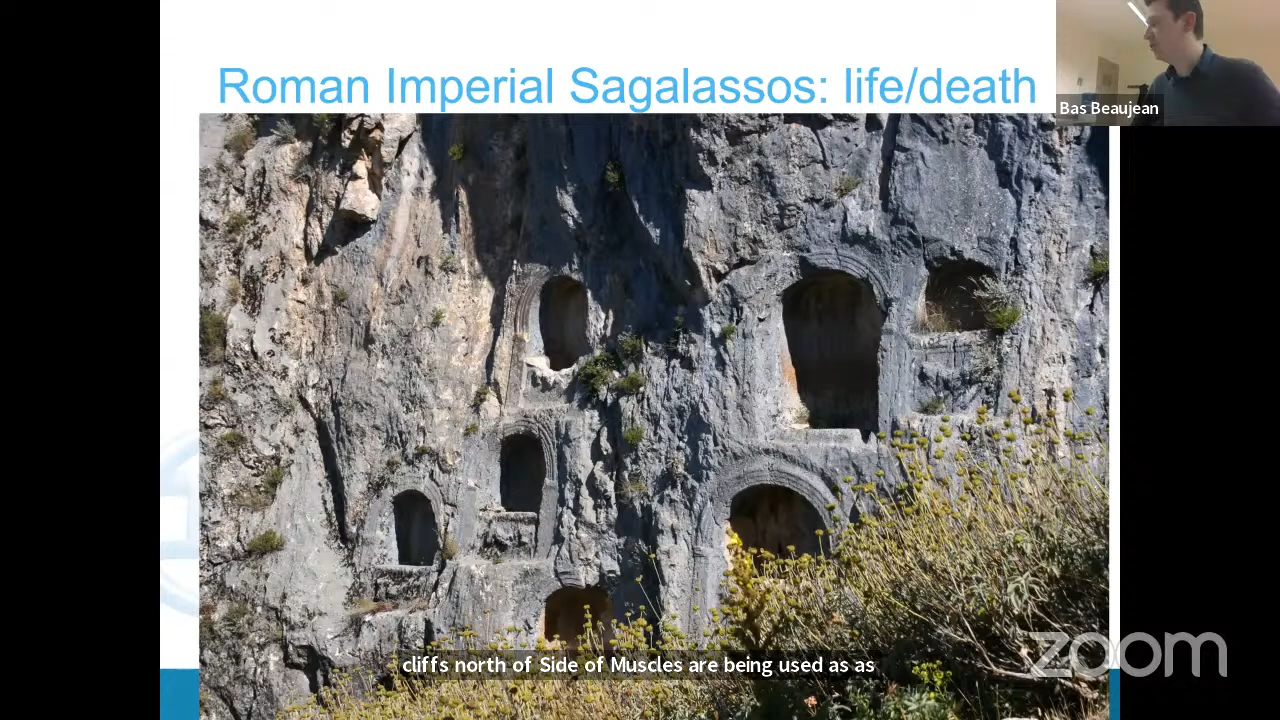 Roman Imperial Sagalassos: life/death
Bas Beaujean
cliffs north of Side of Muscles are being used as as
zoom